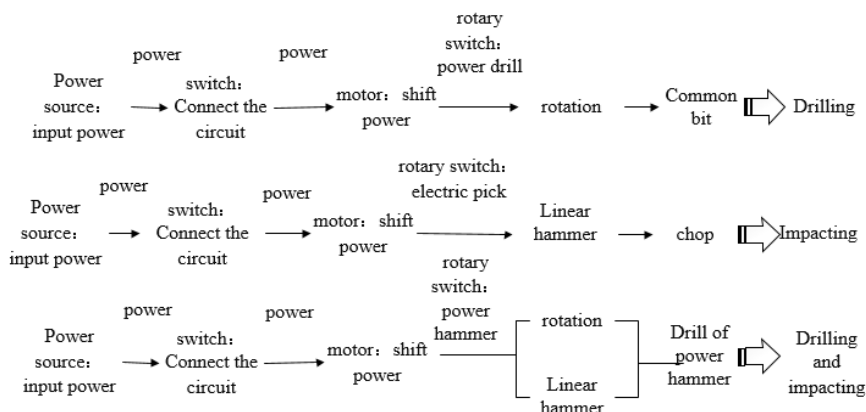 power
power
rotary
switch：
power drill
Power
source：
input power
switch：
Connect the
circuit
motor：shift
power
rotation
Common
bit
Drilling
power
power
rotary switch：
electric pick
Power
source：
input power
switch：
Connect the
circuit
motor：shift
power
Linear
hammer
chop
Impacting
power
power
rotary
switch：
power
hammer
Power
source：
input power
switch：
Connect the
circuit
motor：shift
power
rotation
Linear
hammer
Drill of
power
hammer
Drilling
and
impacting